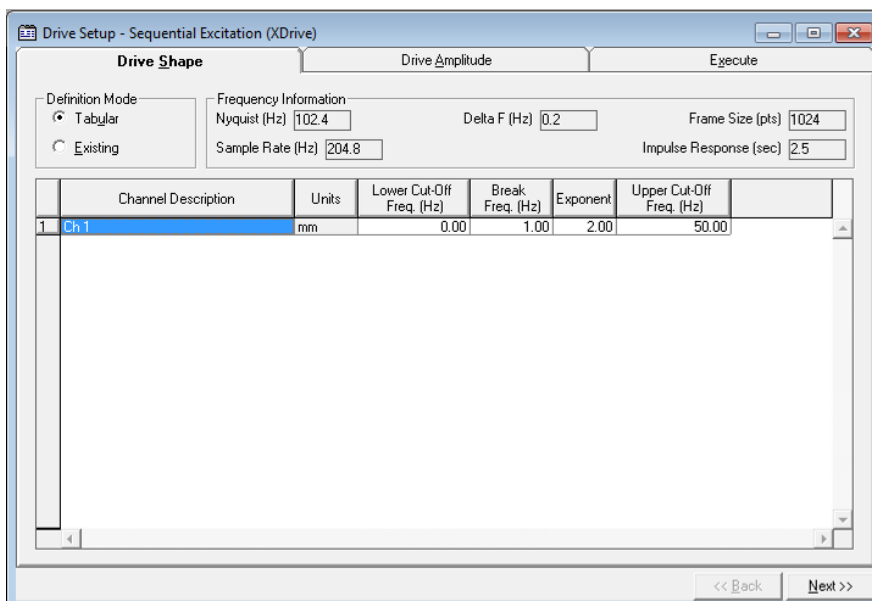 Drive Setup - Sequential Excitation (XDrive)
Drive Shape Drive Amplitude Execute
Definition Mode Frequency Information
Tabular Nyquist (Hz) 102.4 Delta F (Hz) 0.2 Frame Size (pts) 1024
Existing Sample Rate (Hz) 204.8 Impulse Response (sec) 2.5
Channel Description Units Lower Cut-Off Freq. (Hz) Break Freq. (Hz) Exponent Upper Cut-Off Freq. (Hz)
1 Ch 1 mm 0.00 1.00 2.00 50.00
<< Back Next >>